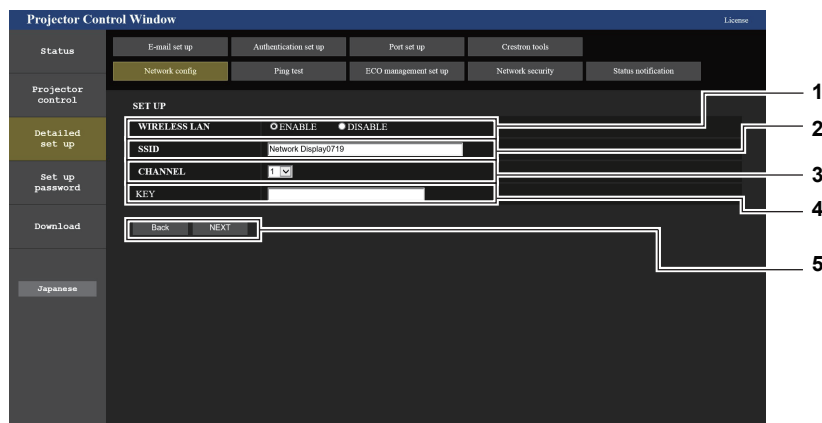 Projector Control Window
License
Status
Projector
control
Detailed
set up
Set up
password
Download
Japanese
E-mail set up
Authentication set up
Port set up
Crestron tools
Network config
Ping test
ECO management set up
Network security
Status notification
SET UP
WIRELESS LAN ENABLE DISABLE
SSID Network Display0719
CHANNEL 1
KEY
Back NEXT
1
2
3
4
5